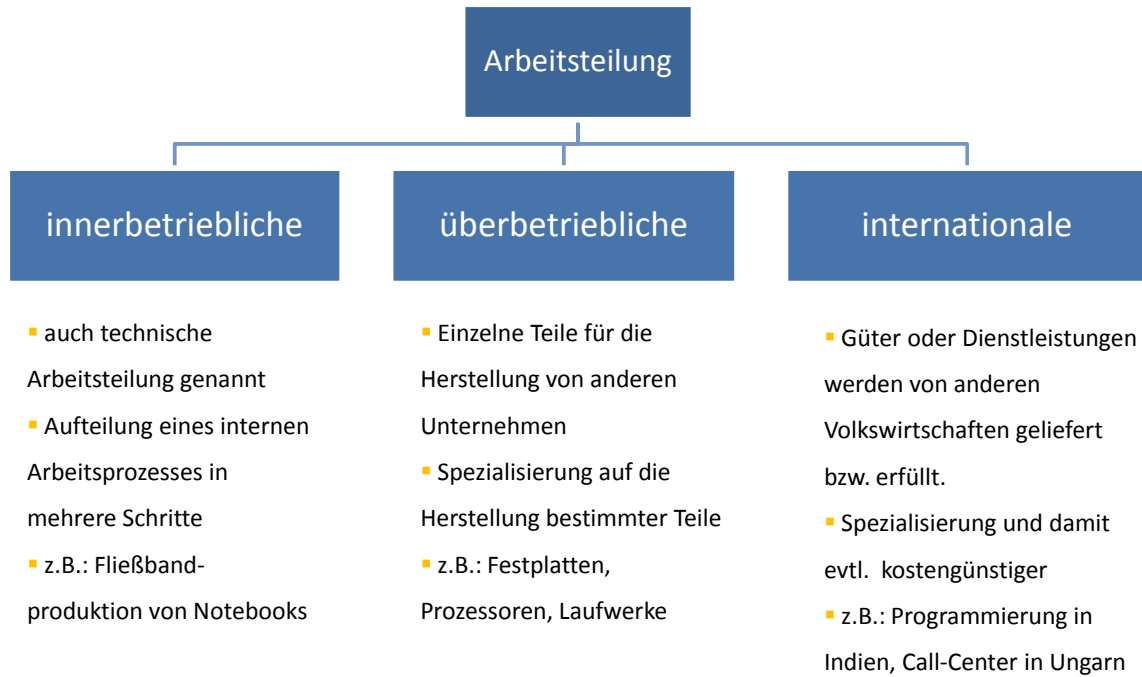 Arbeitsteilung
innerbetriebliche
▪ auch technische
Arbeitsteilung genannt
▪ Aufteilung eines internen
Arbeitsprozesses in
mehrere Schritte
▪ z.B.: Fließband-
produktion von Notebooks
überbetriebliche
▪ Einzelne Teile für die
Herstellung von anderen
Unternehmen
▪ Spezialisierung auf die
Herstellung bestimmter Teile
▪ z.B.: Festplatten,
Prozessoren, Laufwerke
internationale
▪ Güter oder Dienstleistungen
werden von anderen
Volkswirtschaften geliefert
bzw. erfüllt.
▪ Spezialisierung und damit
evtl. kostengünstiger
▪ z.B.: Programmierung in
Indien, Call-Center in Ungarn